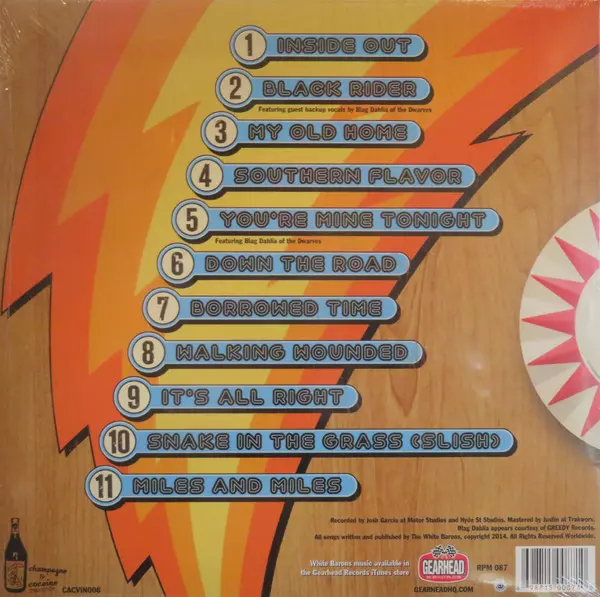 1 INSIDE OUT
2 BLACK RIDER
Featuring guest backup vocals by Blag Dahlia of the Dwarves
3 MY OLD HOME
4 SOUTHERN FLAVOR
5 YOU'RE MINE TONIGHT
Featuring Blag Dahlia of the Dwarves
6 DOWN THE ROAD
7 BORROWED TIME
8 WALKING WOUNDED
9 IT'S ALL RIGHT
10 SNAKE IN THE GRASS (SLISH)
11 MILES AND MILES
Recorded by Josh Garcia at Motor Studios and Hyde St Studios. Mastered by Justin at Trakworx.
Blag Dahlia appears courtesy of GREEDY Records.
All songs written and published by The White Barons, copyright 2014. All Rights Reserved Worldwide.
champagne
&
cocaine
CACVIN006
White Barons music available in
the Gearhead Records iTunes store
GEARHEAD
RPM 087
GEARHEADHQ.COM